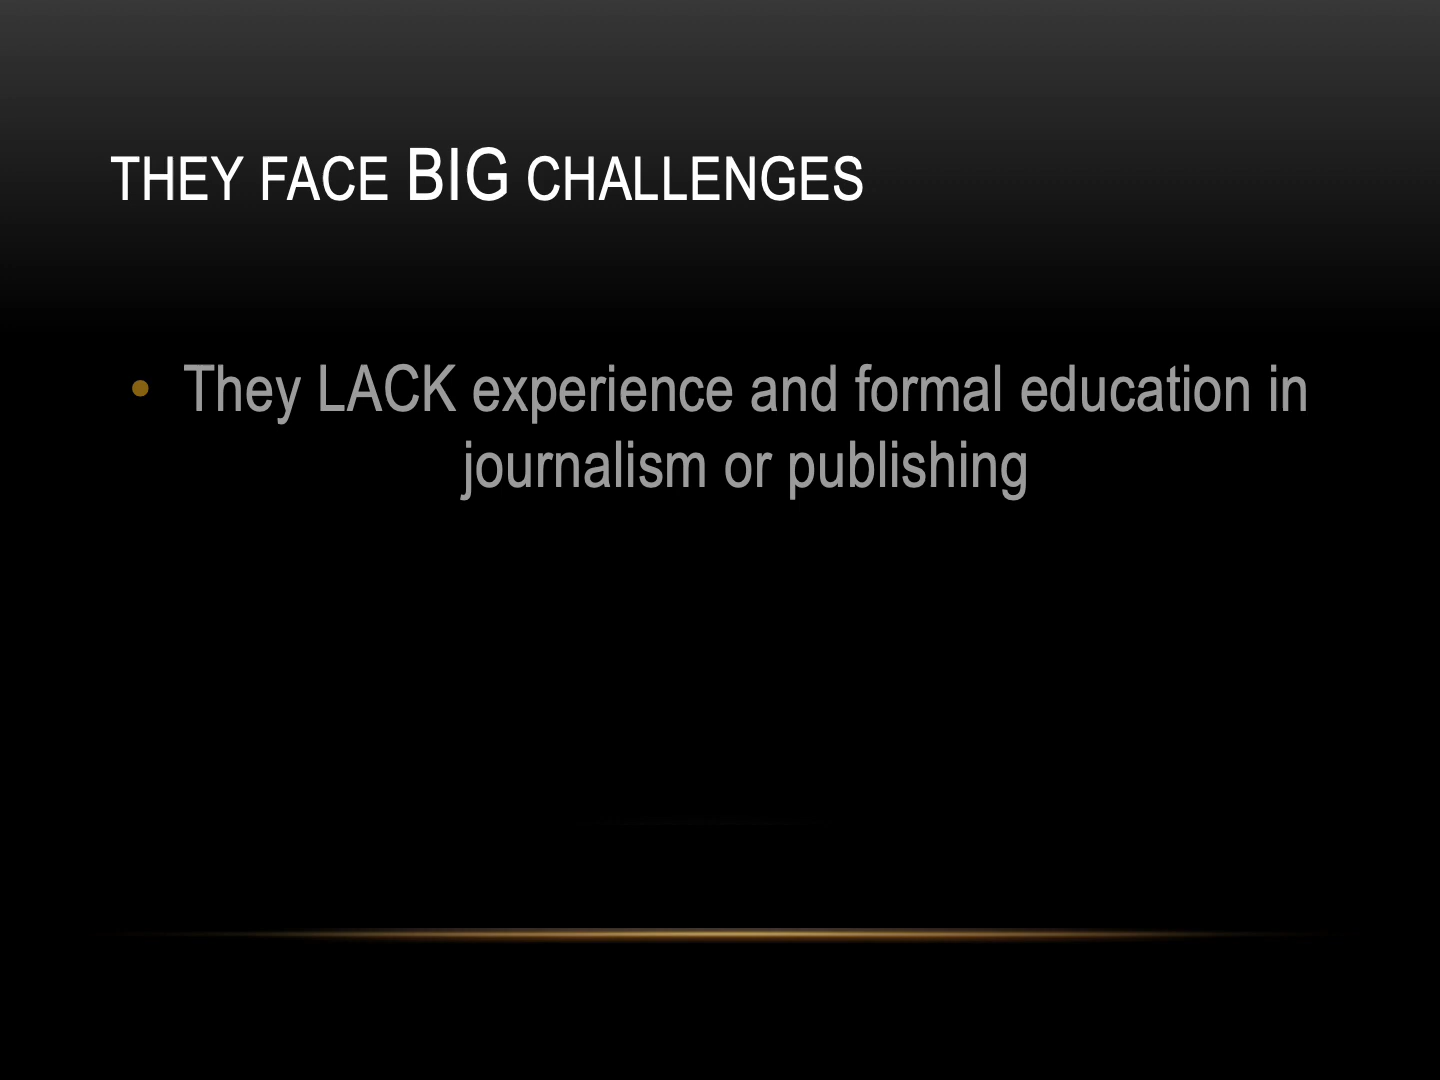 THEY FACE BIG CHALLENGES
• They LACK experience and formal education in
journalism or publishing